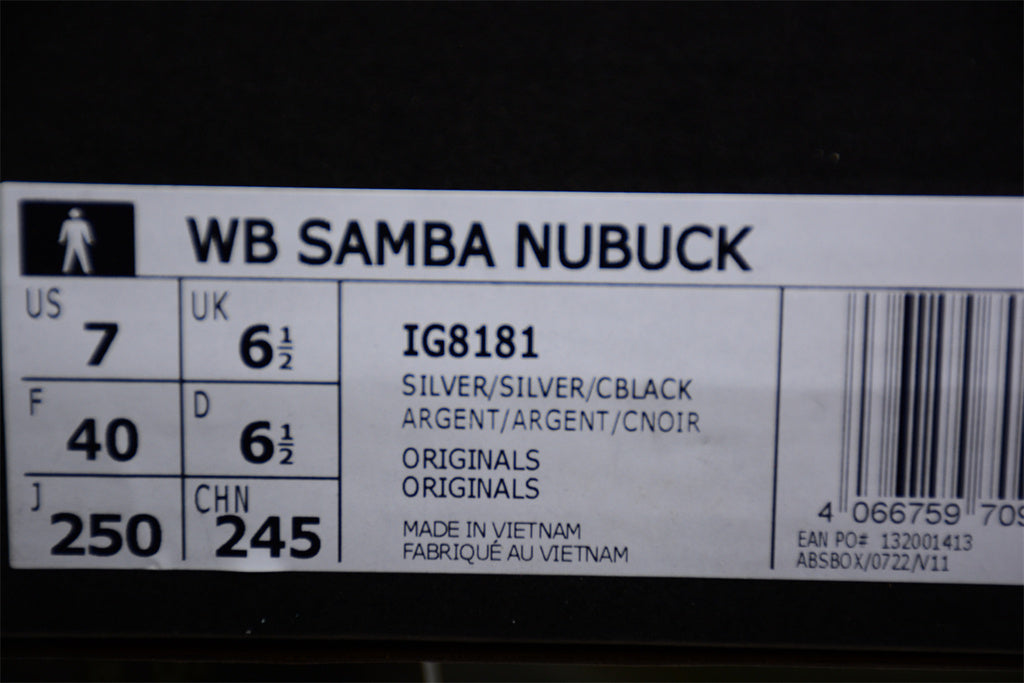 WB SAMBA NUBUCK
US 7
UK 6½
F 40
D 6½
J 250
CHN 245
IG8181
SILVER/SILVER/CBLACK
ARGENT/ARGENT/CNOIR
ORIGINALS
ORIGINALS
MADE IN VIETNAM
FABRIQUÉ AU VIETNAM
4 066759 709
EAN PO# 132001413
ABSBOX/0722/V11